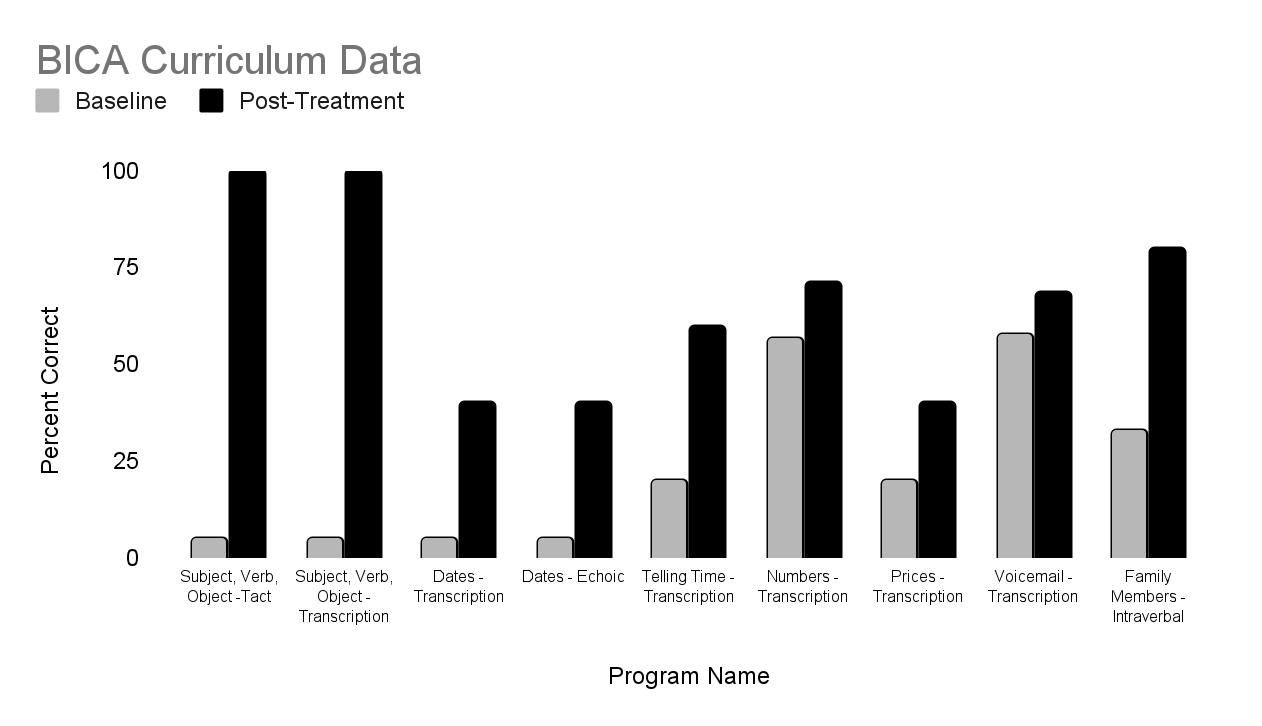 BICA Curriculum Data
Baseline Post-Treatment
100
75
50
25
0
Percent Correct
Subject, Verb,
Object -Tact
Subject, Verb,
Object -
Transcription
Dates -
Transcription
Dates - Echoic
Telling Time -
Transcription
Numbers -
Transcription
Prices -
Transcription
Voicemail -
Transcription
Family
Members -
Intraverbal
Program Name